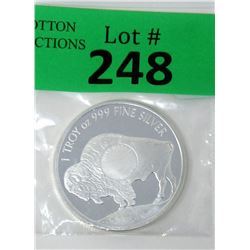 OTTON
CTIONS
Lot #
248
1 TROY oz 999 FINE SILVER